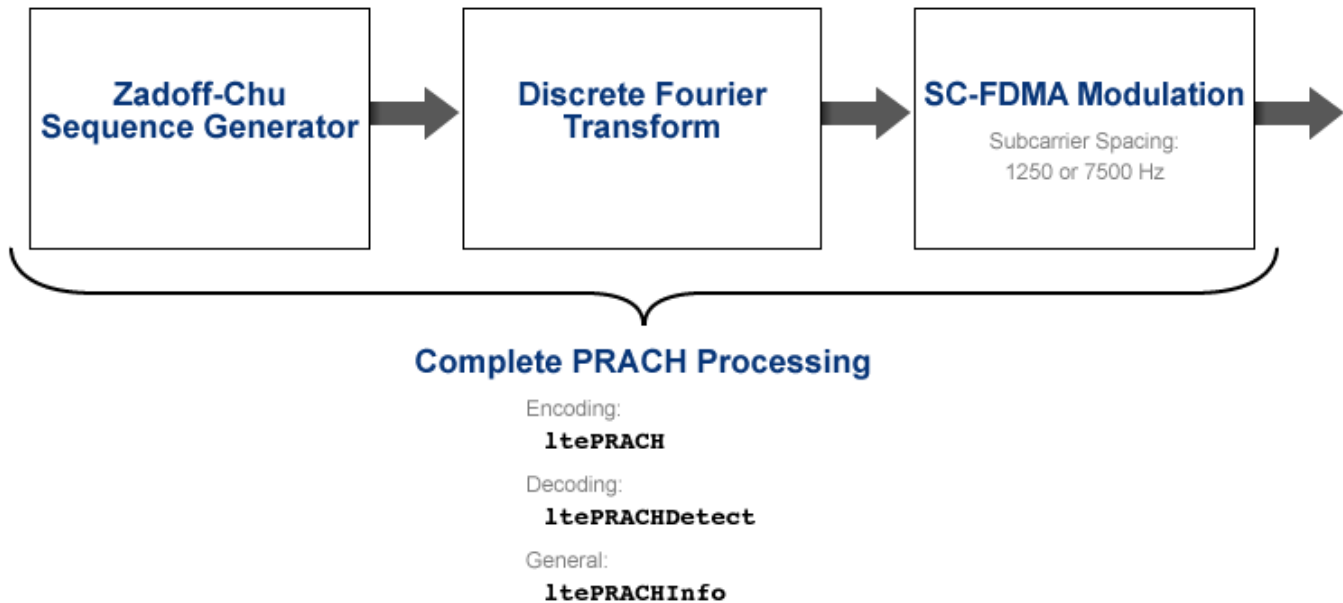 Zadoff-Chu
Sequence Generator
Discrete Fourier
Transform
SC-FDMA Modulation
Subcarrier Spacing:
1250 or 7500 Hz
Complete PRACH Processing
Encoding:
ltePRACH
Decoding:
ltePRACHDetect
General:
ltePRACHInfo